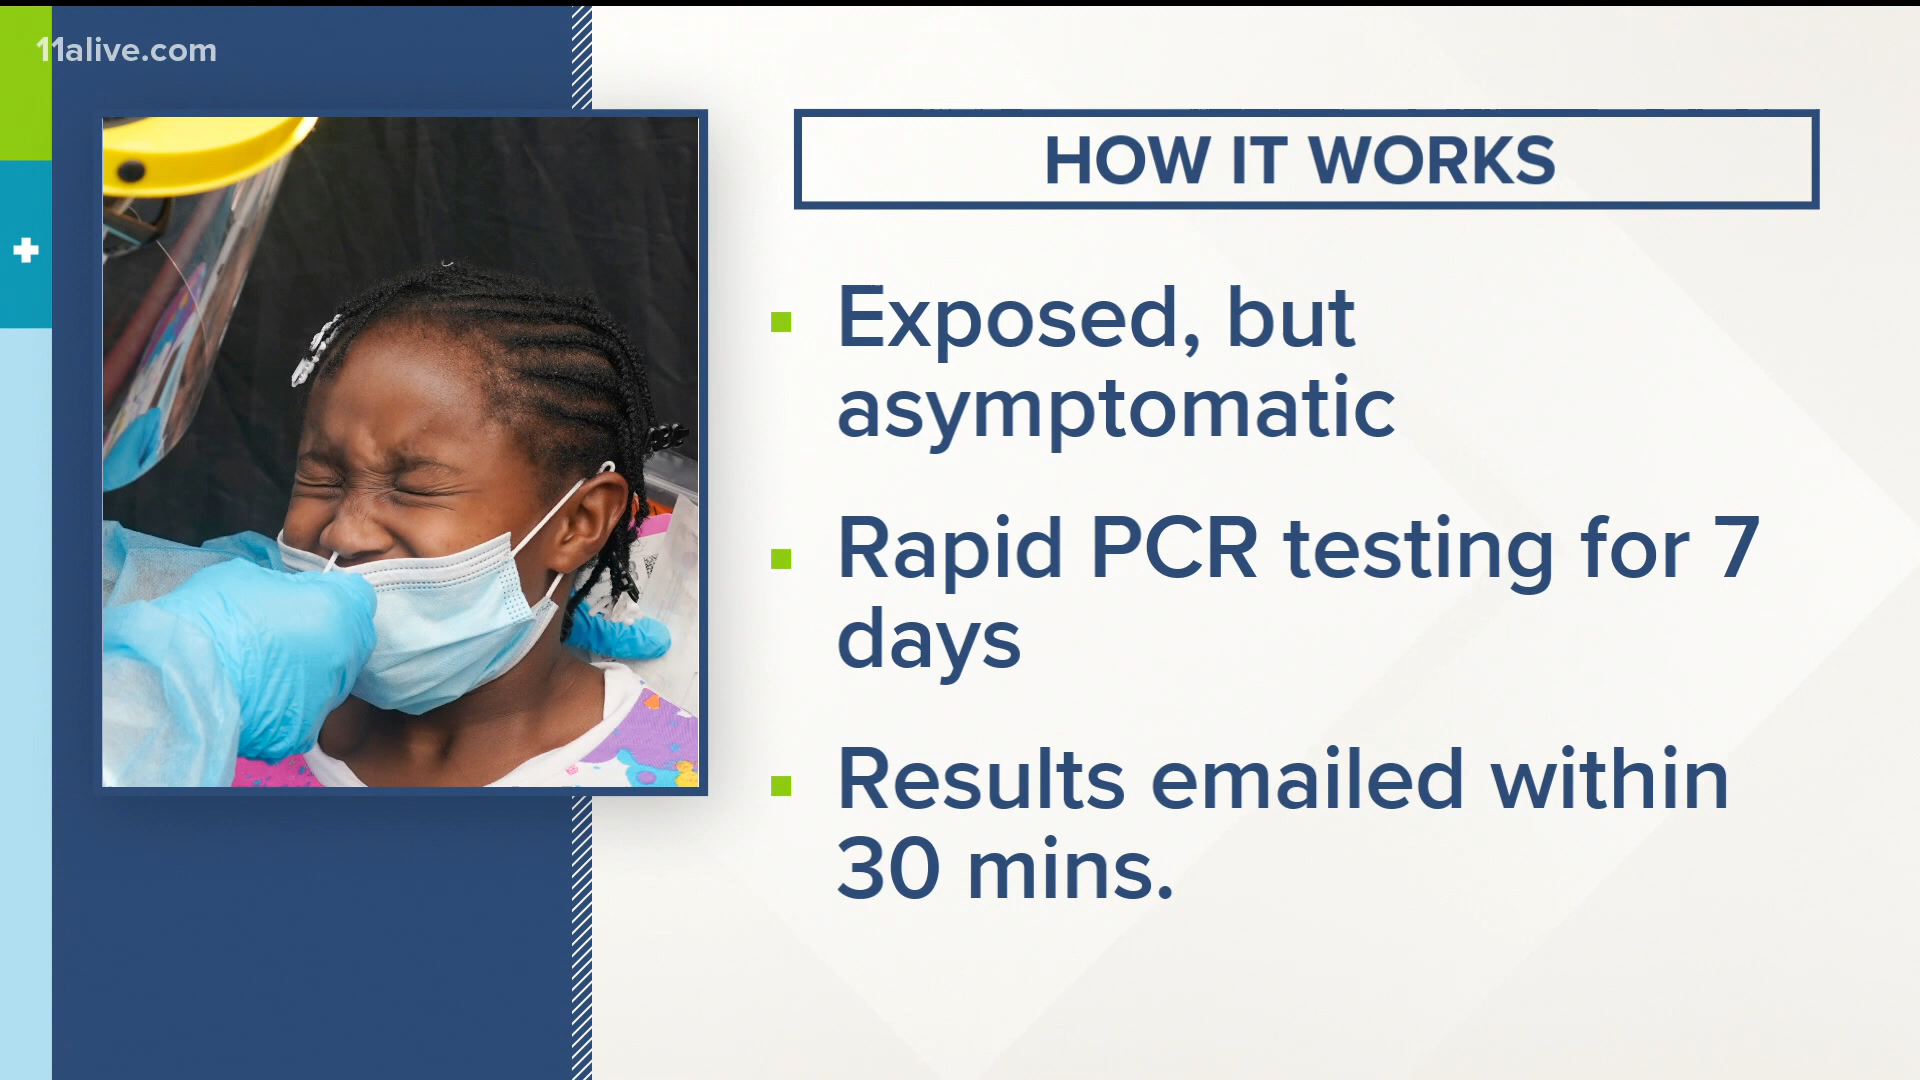 11alive.com
HOW IT WORKS
Exposed, but
asymptomatic
Rapid PCR testing for 7
days
Results emailed within
30 mins.